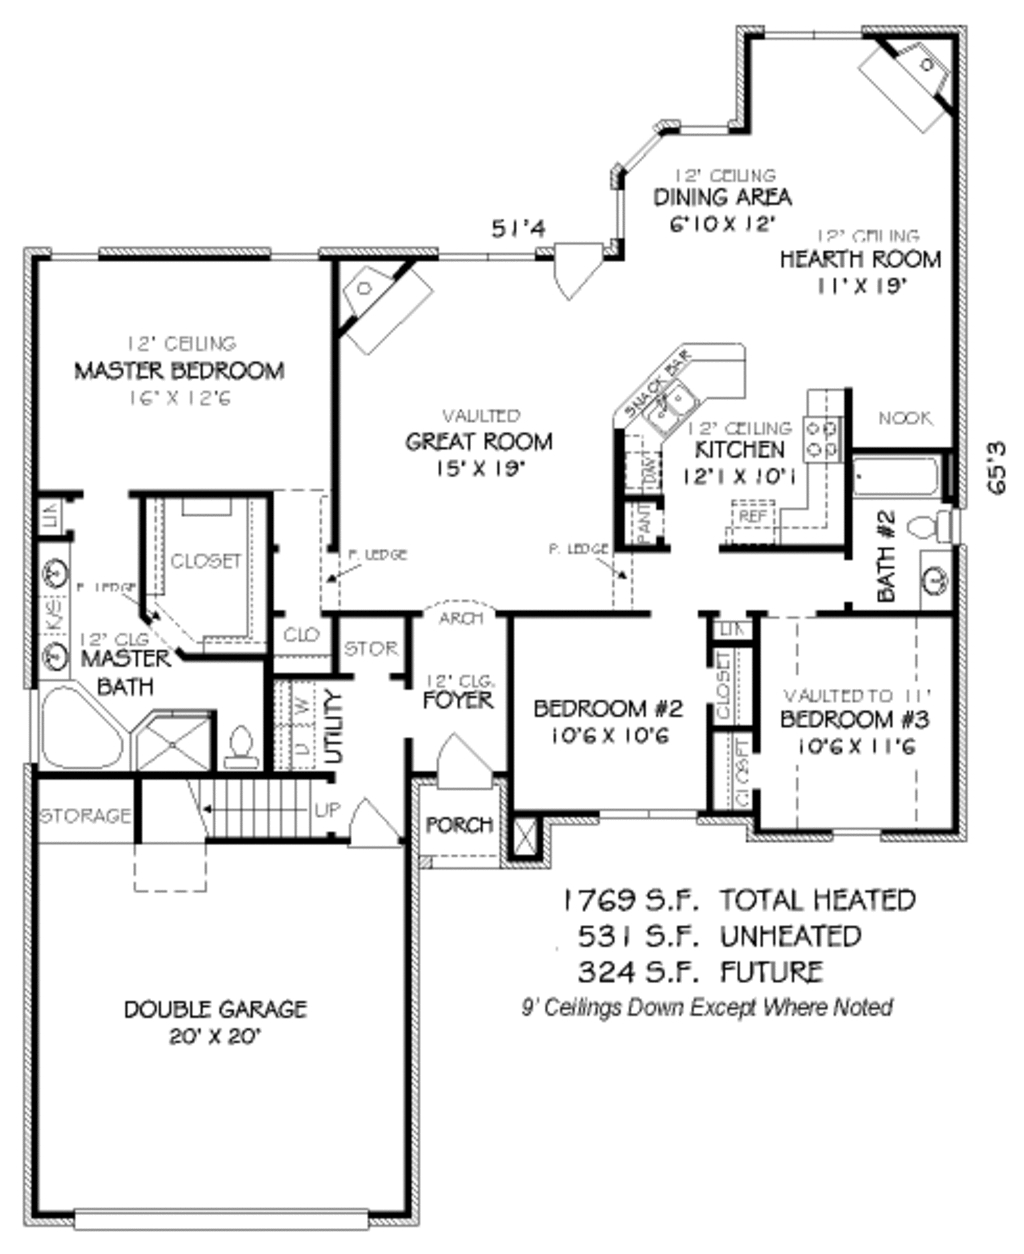 12' CEILING
DINING AREA
6'10 X 12'
51'4
12' CEILING
HEARTH ROOM
11' X 19'
12' CEILING
MASTER BEDROOM
16' X 12'6
SNACK BAR
VAULTED
GREAT ROOM
15' X 19'
12' CEILING
KITCHEN
12'1 X 10'1
NOOK
65'3
DW
LIN
PANT
REF
BATH #2
CLOSET
P. LEDGE
P. LEDGE
P. LEDGE
K/S
12' CLG
MASTER
BATH
CLO
STOR
ARCH
LIN
12' CLG.
FOYER
CLOSET
BEDROOM #2
10'6 X 10'6
VAULTED TO 11'
BEDROOM #3
10'6 X 11'6
W
D
UTILITY
CLOSET
STORAGE
UP
PORCH
1769 S.F. TOTAL HEATED
531 S.F. UNHEATED
324 S.F. FUTURE
9' Ceilings Down Except Where Noted
DOUBLE GARAGE
20' X 20'